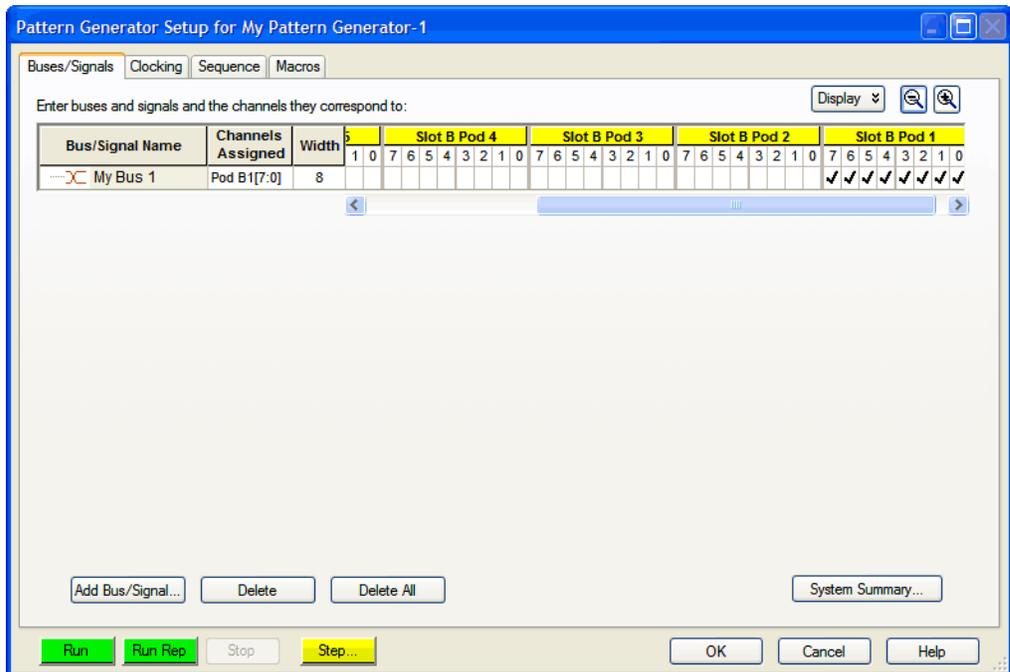 Pattern Generator Setup for My Pattern Generator-1
Buses/Signals Clocking Sequence Macros
Enter buses and signals and the channels they correspond to:
Display
Bus/Signal Name Channels Assigned Width 5 Slot B Pod 4 Slot B Pod 3 Slot B Pod 2 Slot B Pod 1
1 0 7 6 5 4 3 2 1 0 7 6 5 4 3 2 1 0 7 6 5 4 3 2 1 0 7 6 5 4 3 2 1 0
My Bus 1 Pod B1[7:0] 8
Add Bus/Signal... Delete Delete All System Summary...
Run Run Rep Stop Step... OK Cancel Help